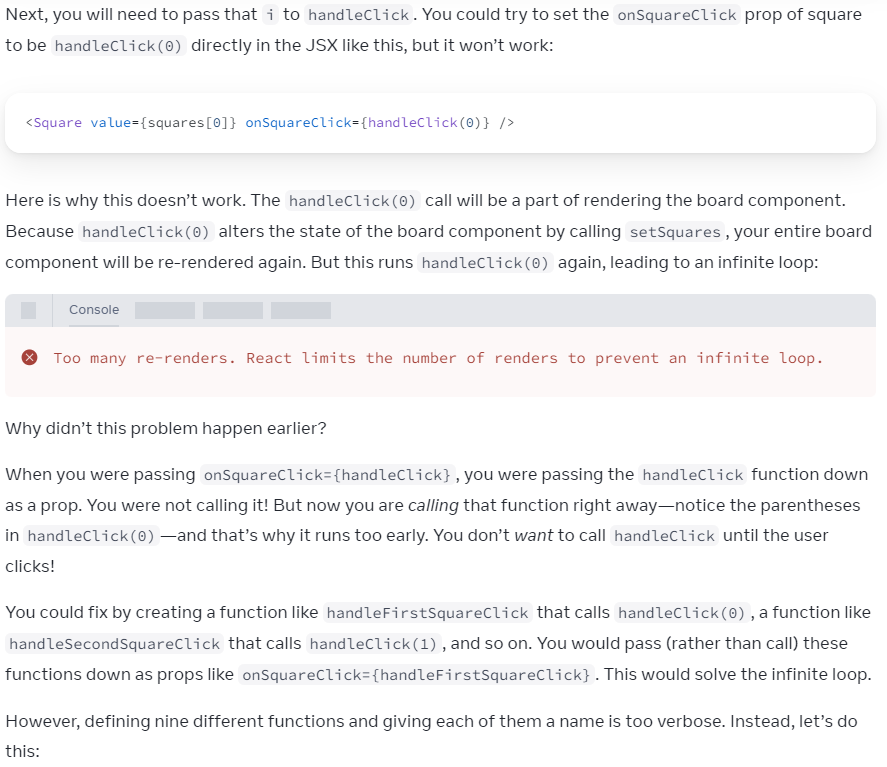 Next, you will need to pass that i to handleClick. You could try to set the onSquareClick prop of square
to be handleClick(0) directly in the JSX like this, but it won’t work:
<Square value={squares[0]} onSquareClick={handleClick(0)} />
Here is why this doesn’t work. The handleClick(0) call will be a part of rendering the board component.
Because handleClick(0) alters the state of the board component by calling setSquares, your entire board
component will be re-rendered again. But this runs handleClick(0) again, leading to an infinite loop:
Console
Too many re-renders. React limits the number of renders to prevent an infinite loop.
Why didn’t this problem happen earlier?
When you were passing onSquareClick={handleClick}, you were passing the handleClick function down
as a prop. You were not calling it! But now you are calling that function right away—notice the parentheses
in handleClick(0)—and that’s why it runs too early. You don’t want to call handleClick until the user
clicks!
You could fix by creating a function like handleFirstSquareClick that calls handleClick(0), a function like
handleSecondSquareClick that calls handleClick(1), and so on. You would pass (rather than call) these
functions down as props like onSquareClick={handleFirstSquareClick}. This would solve the infinite loop.
However, defining nine different functions and giving each of them a name is too verbose. Instead, let’s do
this: